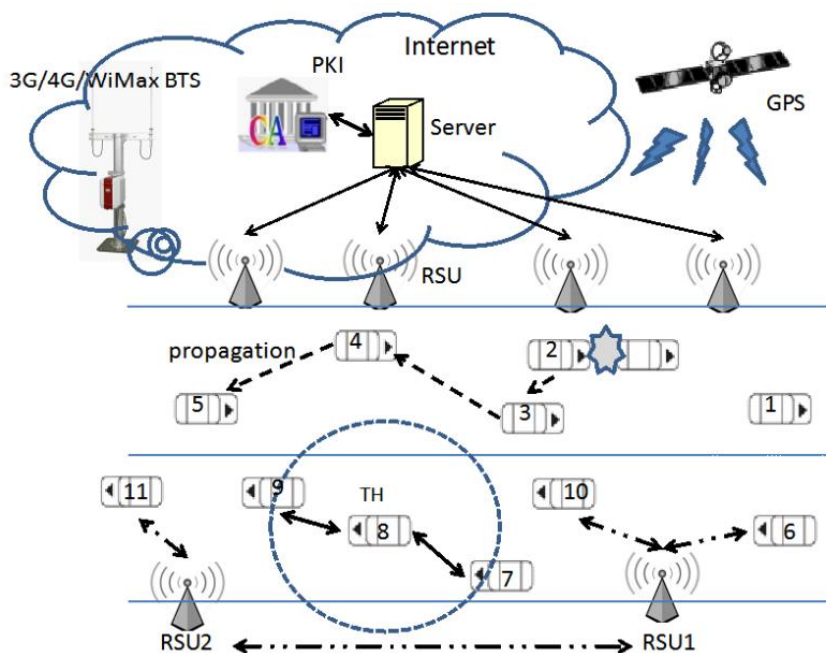 Internet
PKI
3G/4G/WiMax BTS
GPS
CA
Server
RSU
4
2
propagation
5
3
1
11
9
TH
10
8
6
7
RSU2
RSU1